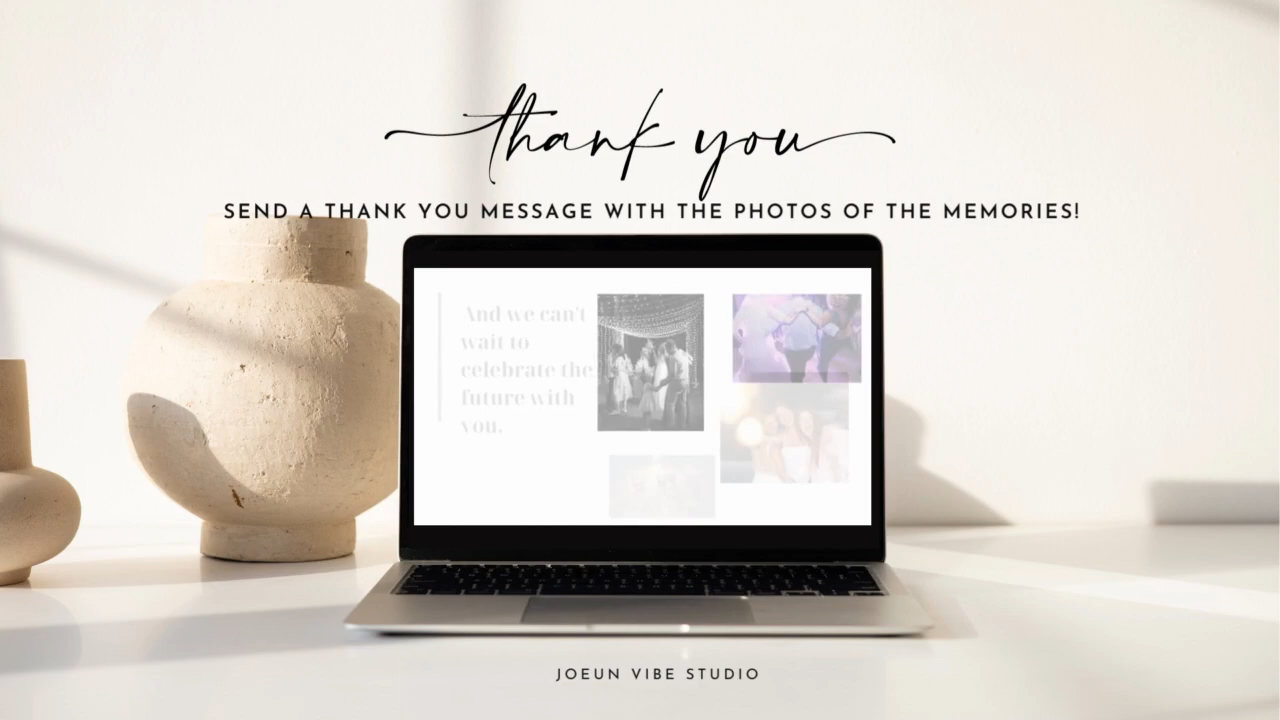 thank you
SEND A THANK YOU MESSAGE WITH THE PHOTOS OF THE MEMORIES!
And we can't
wait to
celebrate the
future with
you.
JOEUN VIBE STUDIO